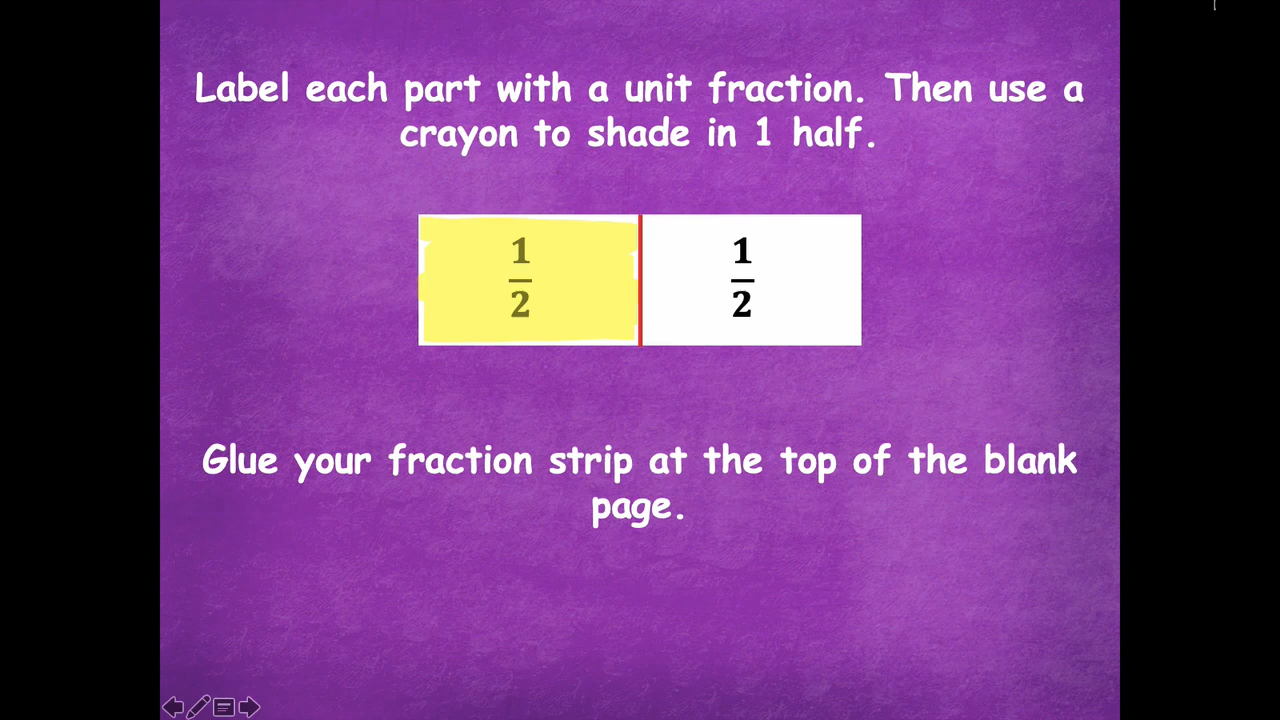 Label each part with a unit fraction. Then use a
crayon to shade in 1 half.
1/2 1/2
Glue your fraction strip at the top of the blank
page.